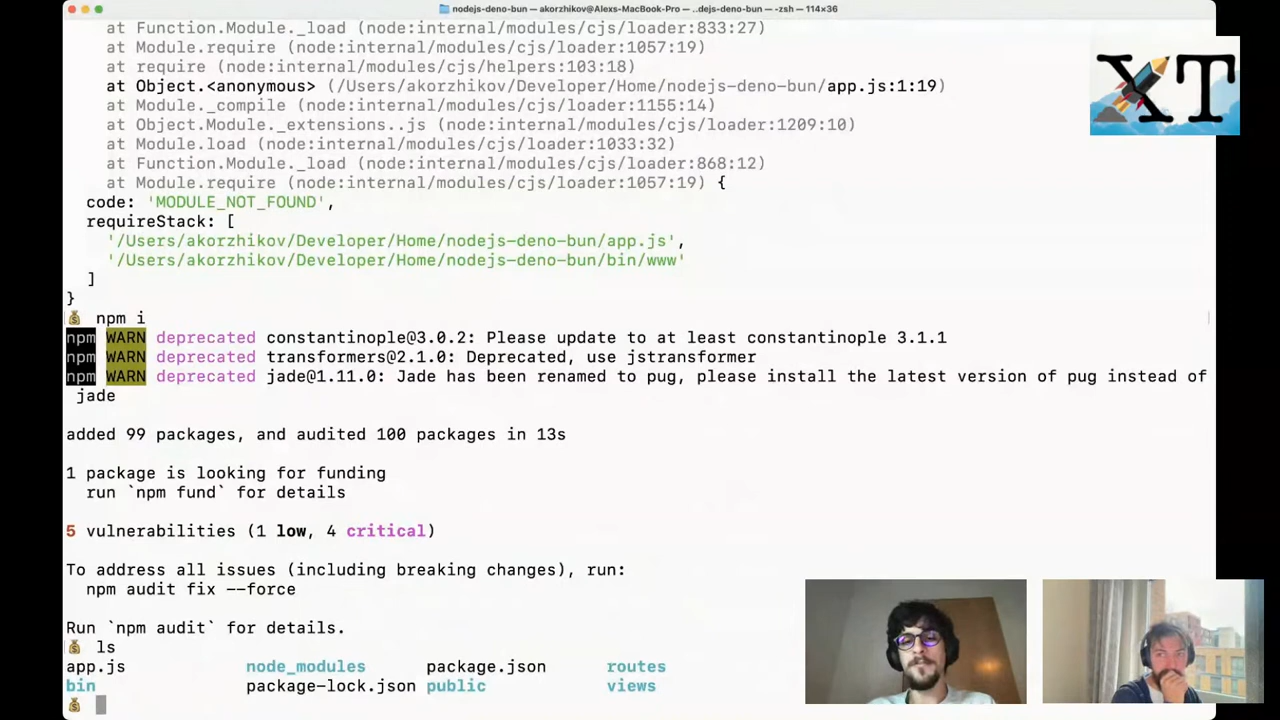 nodejs-deno-bun — akorzhikov@Alexs-MacBook-Pro — ..dejs-deno-bun — -zsh — 114×36
at Function.Module._load (node:internal/modules/cjs/loader:833:27)
at Module.require (node:internal/modules/cjs/loader:1057:19)
at require (node:internal/modules/cjs/helpers:103:18)
at Object.<anonymous> (/Users/akorzhikov/Developer/Home/nodejs-deno-bun/app.js:1:19)
at Module._compile (node:internal/modules/cjs/loader:1155:14)
at Object.Module._extensions..js (node:internal/modules/cjs/loader:1209:10)
at Module.load (node:internal/modules/cjs/loader:1033:32)
at Function.Module._load (node:internal/modules/cjs/loader:868:12)
at Module.require (node:internal/modules/cjs/loader:1057:19) {
code: 'MODULE_NOT_FOUND',
requireStack: [
'/Users/akorzhikov/Developer/Home/nodejs-deno-bun/app.js',
'/Users/akorzhikov/Developer/Home/nodejs-deno-bun/bin/www'
]
}
npm i
npm WARN deprecated constantinople@3.0.2: Please update to at least constantinople 3.1.1
npm WARN deprecated transformers@2.1.0: Deprecated, use jstransformer
npm WARN deprecated jade@1.11.0: Jade has been renamed to pug, please install the latest version of pug instead of
jade
added 99 packages, and audited 100 packages in 13s
1 package is looking for funding
run `npm fund` for details
5 vulnerabilities (1 low, 4 critical)
To address all issues (including breaking changes), run:
npm audit fix --force
Run `npm audit` for details.
ls
app.js node_modules package.json routes
bin package-lock.json public views
XT